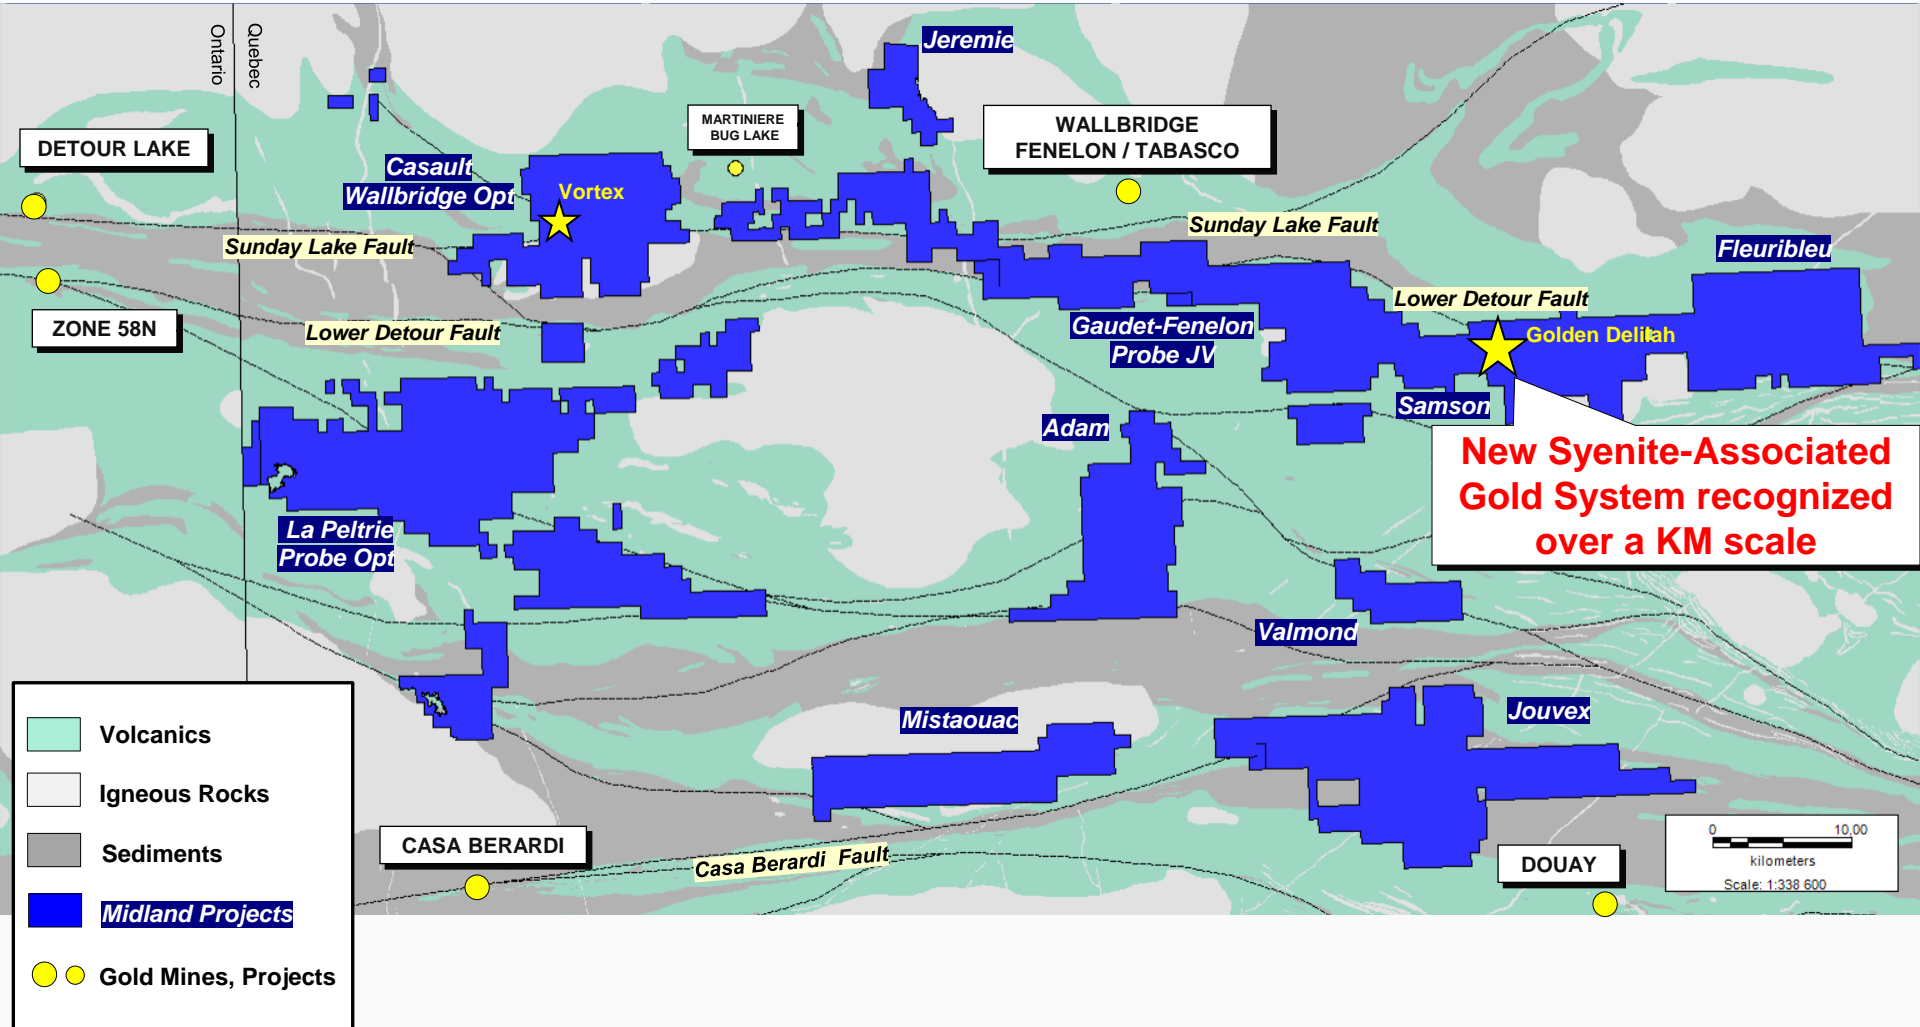 Ontario
Quebec
Jeremie
DETOUR LAKE
MARTINIERE
BUG LAKE
WALLBRIDGE
FENELON / TABASCO
Casault
Wallbridge Opt
Vortex
Sunday Lake Fault
Sunday Lake Fault
Fleuribleu
ZONE 58N
Lower Detour Fault
Lower Detour Fault
Gaudet-Fenelon
Probe JV
Golden Delilah
Samson
Adam
New Syenite-Associated
Gold System recognized
over a KM scale
La Peltrie
Probe Opt
Valmond
Mistaouac
Jouvex
Volcanics
Igneous Rocks
Sediments
Midland Projects
Gold Mines, Projects
CASA BERARDI
Casa Berardi Fault
DOUAY
0 10,00
kilometers
Scale: 1:338 600